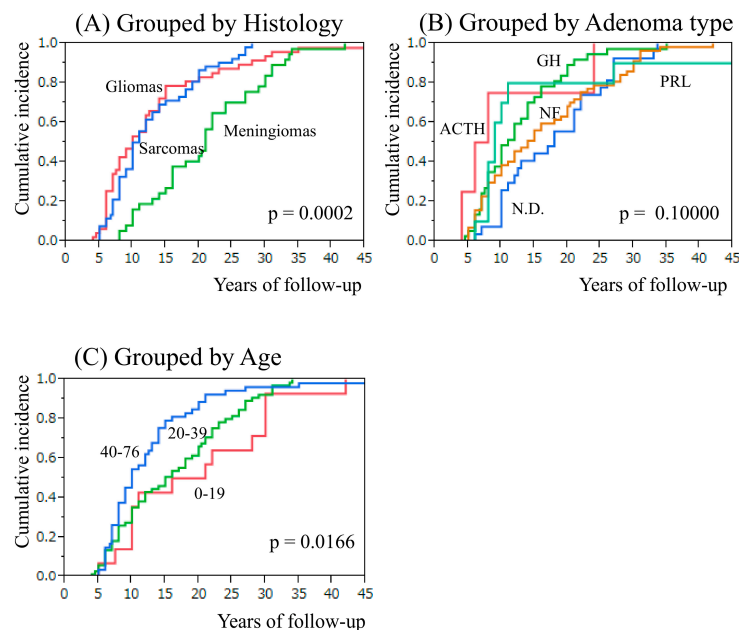 (A) Grouped by Histology
Cumulative incidence
1.0
0.8
0.6
0.4
0.2
0.0
Gliomas
Sarcomas
Meningiomas
p = 0.0002
0 5 10 15 20 25 30 35 40 45
Years of follow-up
(B) Grouped by Adenoma type
Cumulative incidence
1.0
0.8
0.6
0.4
0.2
0.0
GH
PRL
NF
ACTH
N.D.
p = 0.10000
0 5 10 15 20 25 30 35 40 45
Years of follow-up
(C) Grouped by Age
Cumulative incidence
1.0
0.8
0.6
0.4
0.2
0.0
20-39
40-76
0-19
p = 0.0166
0 5 10 15 20 25 30 35 40 45
Years of follow-up